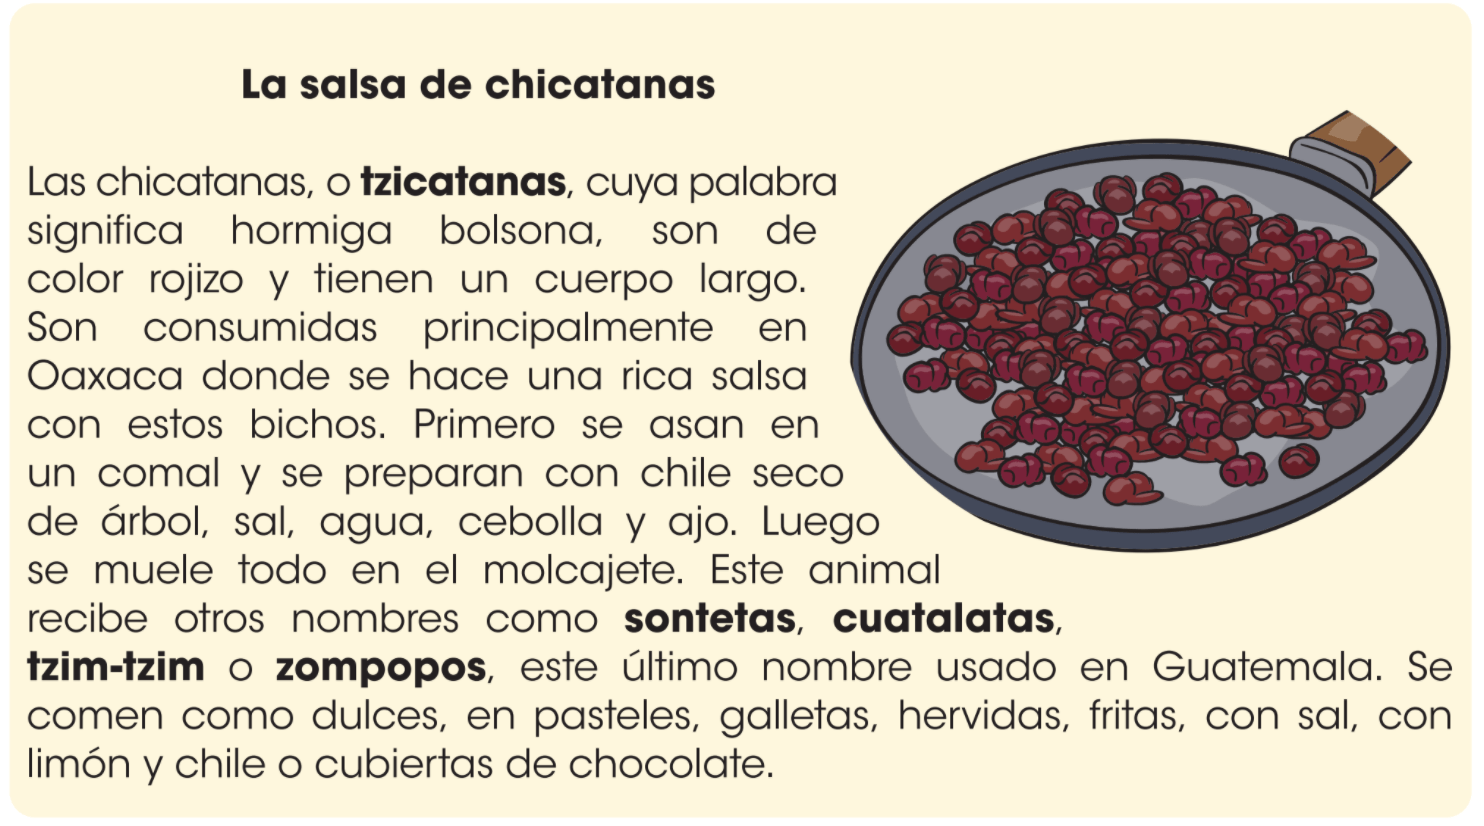 La salsa de chicatanas
Las chicatanas, o tzicatanas, cuya palabra
significa hormiga bolsona, son de
color rojizo y tienen un cuerpo largo.
Son consumidas principalmente en
Oaxaca donde se hace una rica salsa
con estos bichos. Primero se asan en
un comal y se preparan con chile seco
de árbol, sal, agua, cebolla y ajo. Luego
se muele todo en el molcajete. Este animal
recibe otros nombres como sontetas, cuatalatas,
tzim-tzim o zompopos, este último nombre usado en Guatemala. Se
comen como dulces, en pasteles, galletas, hervidas, fritas, con sal, con
limón y chile o cubiertas de chocolate.